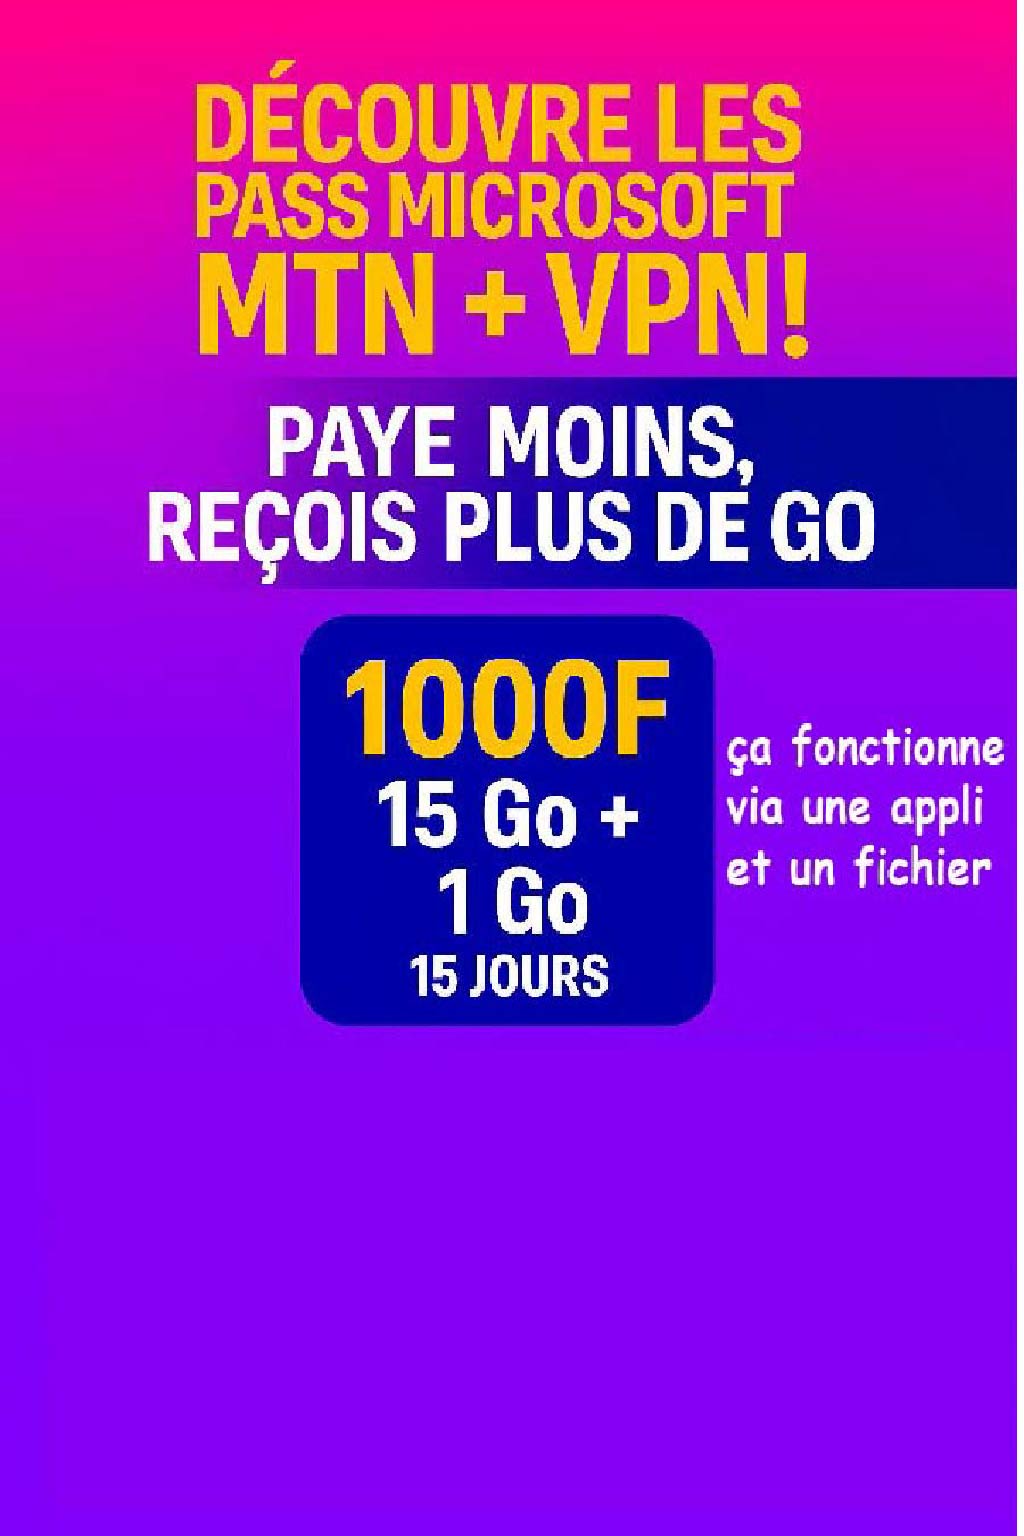 DÉCOUVRE LES
PASS MICROSOFT
MTN + VPN!
PAYE MOINS,
REÇOIS PLUS DE GO
1000F
15 Go +
1 Go
15 JOURS
ça fonctionne
via une appli
et un fichier